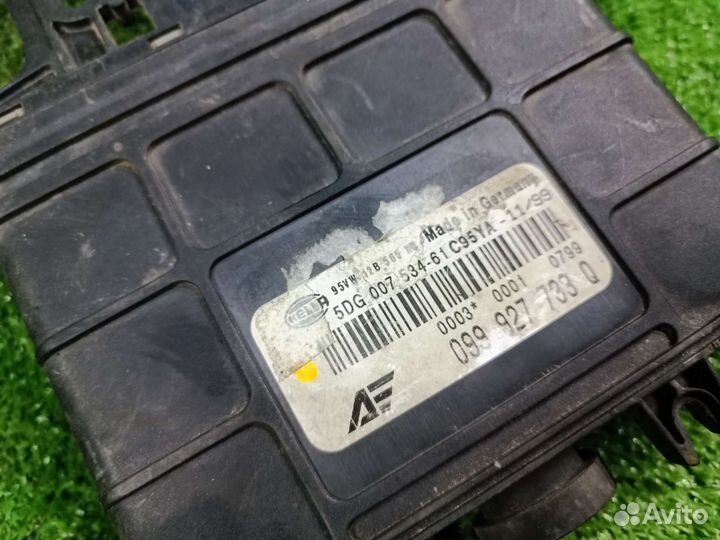 HELLA
95VW
/Made in Germany
5DG 007 534-61 C95YA 11/99
0003* 0001 0799
099 927 733 Q
AE
Avito